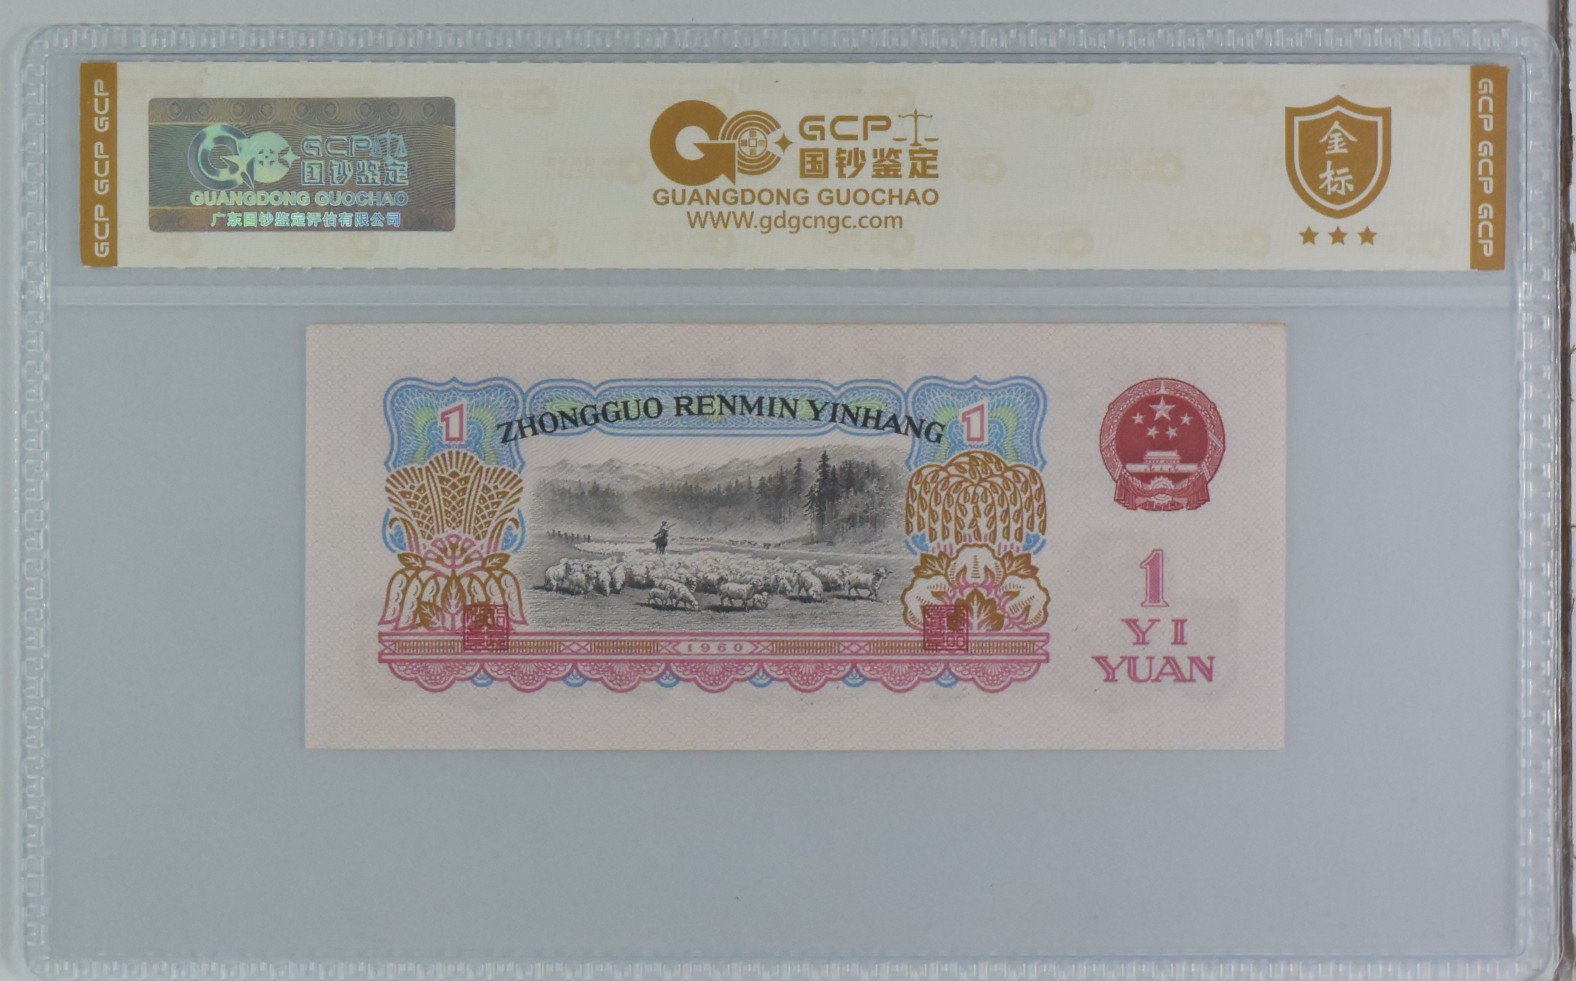 GCP GCP GCP
GCP
国钞鉴定
GUANGDONG GUOCHAO
广东国钞鉴定评估有限公司
GCP
国钞鉴定
GUANGDONG GUOCHAO
WWW.gdgcngc.com
金
标
GCP GCP GCP
ZHONGGUO RENMIN YINHANG
1
1
1960
1
YI
YUAN